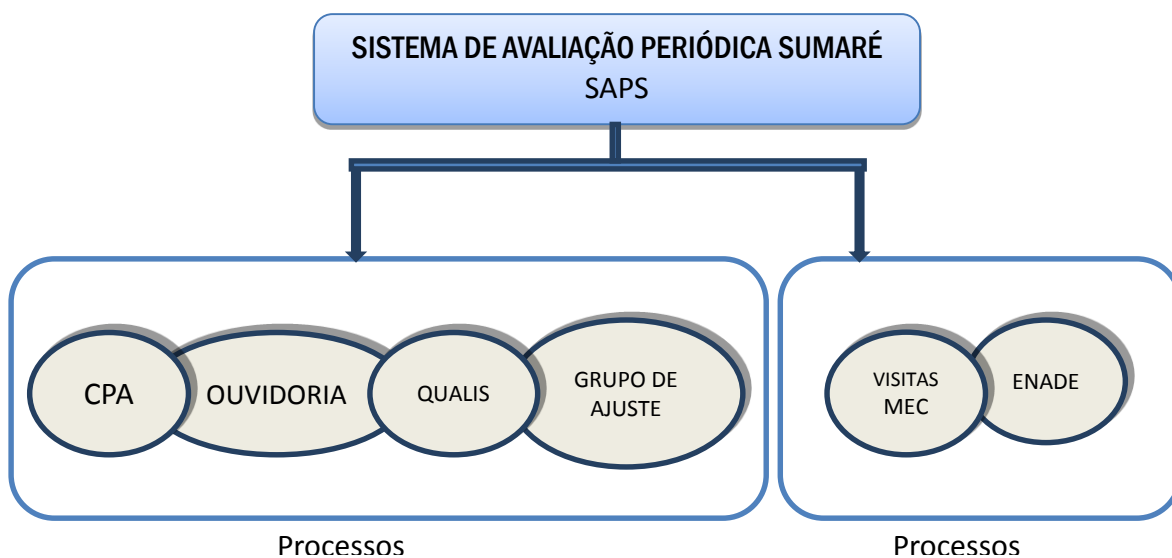 SISTEMA DE AVALIAÇÃO PERIÓDICA SUMARÉ
SAPS
CPA
OUVIDORIA
QUALIS
GRUPO DE
AJUSTE
VISITAS
MEC
ENADE
Processos
Processos